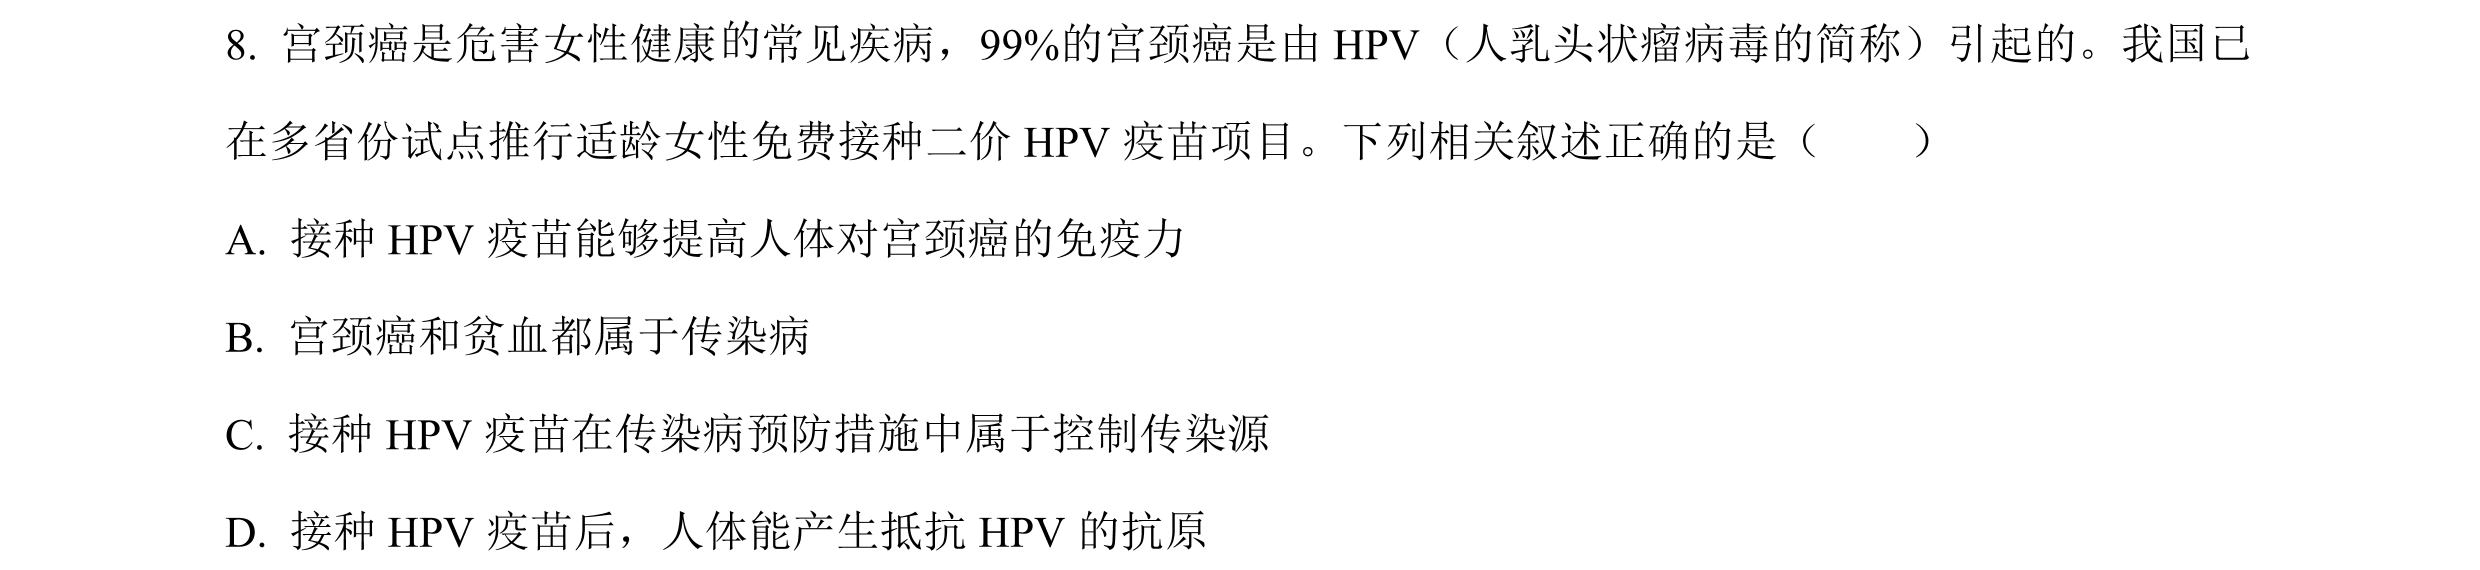 8. 宫颈癌是危害女性健康的常见疾病，99%的宫颈癌是由 HPV（人乳头状瘤病毒的简称）引起的。我国已
在多省份试点推行适龄女性免费接种二价 HPV 疫苗项目。下列相关叙述正确的是（　　）
A. 接种 HPV 疫苗能够提高人体对宫颈癌的免疫力
B. 宫颈癌和贫血都属于传染病
C. 接种 HPV 疫苗在传染病预防措施中属于控制传染源
D. 接种 HPV 疫苗后，人体能产生抵抗 HPV 的抗原